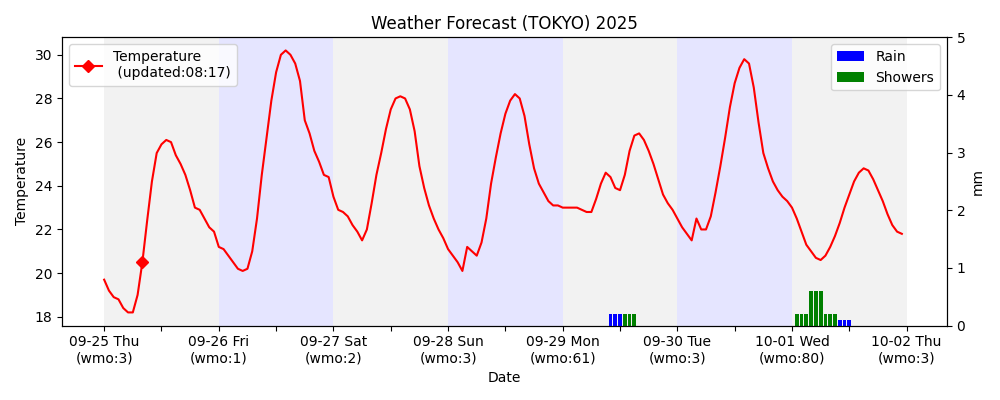 Weather Forecast (TOKYO) 2025
Temperature
(updated:08:17)
Rain
Showers
30
28
26
24
22
20
18
Temperature
5
4
3
2
1
0
mm
09-25 Thu
(wmo:3)
09-26 Fri
(wmo:1)
09-27 Sat
(wmo:2)
09-28 Sun
(wmo:3)
09-29 Mon
(wmo:61)
09-30 Tue
(wmo:3)
10-01 Wed
(wmo:80)
10-02 Thu
(wmo:3)
Date